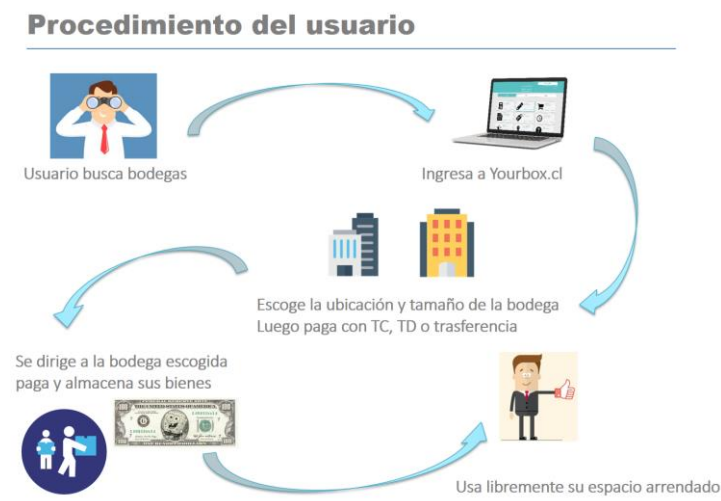 Procedimiento del usuario
Usuario busca bodegas
Ingresa a Yourbox.cl
Escoge la ubicación y tamaño de la bodega
Luego paga con TC, TD o trasferencia
Se dirige a la bodega escogida
paga y almacena sus bienes
Usa libremente su espacio arrendado